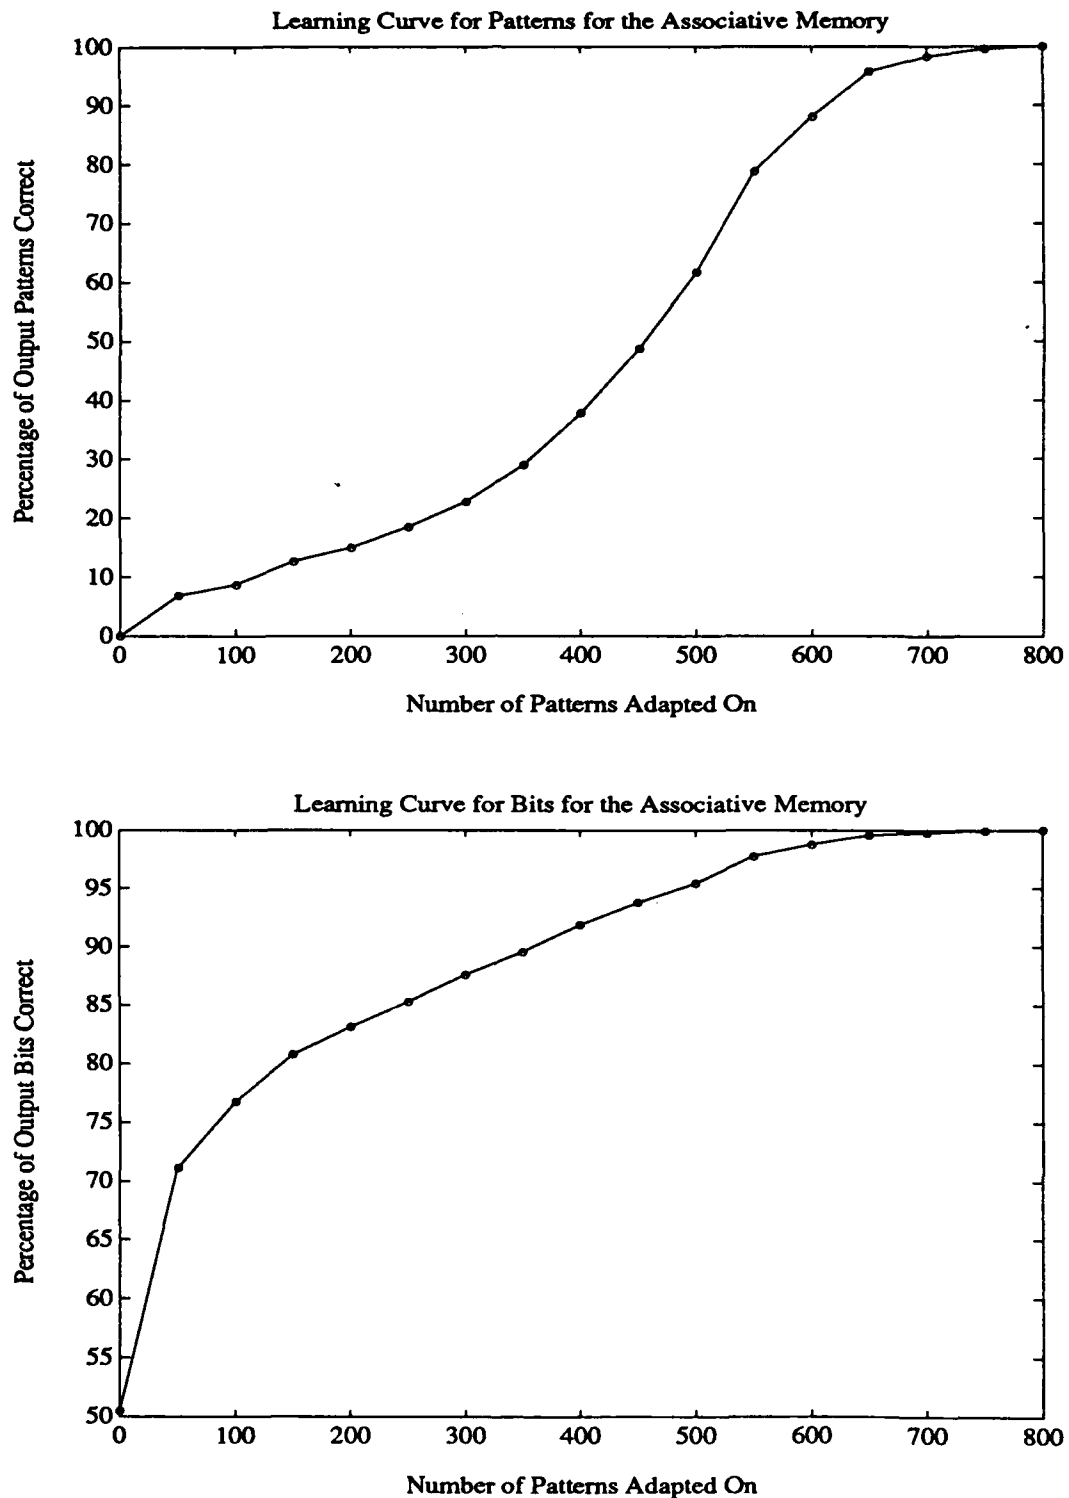 Learning Curve for Patterns for the Associative Memory
100
90
80
70
60
50
40
30
20
10
0
Percentage of Output Patterns Correct
0 100 200 300 400 500 600 700 800
Number of Patterns Adapted On
Learning Curve for Bits for the Associative Memory
100
95
90
85
80
75
70
65
60
55
50
Percentage of Output Bits Correct
0 100 200 300 400 500 600 700 800
Number of Patterns Adapted On